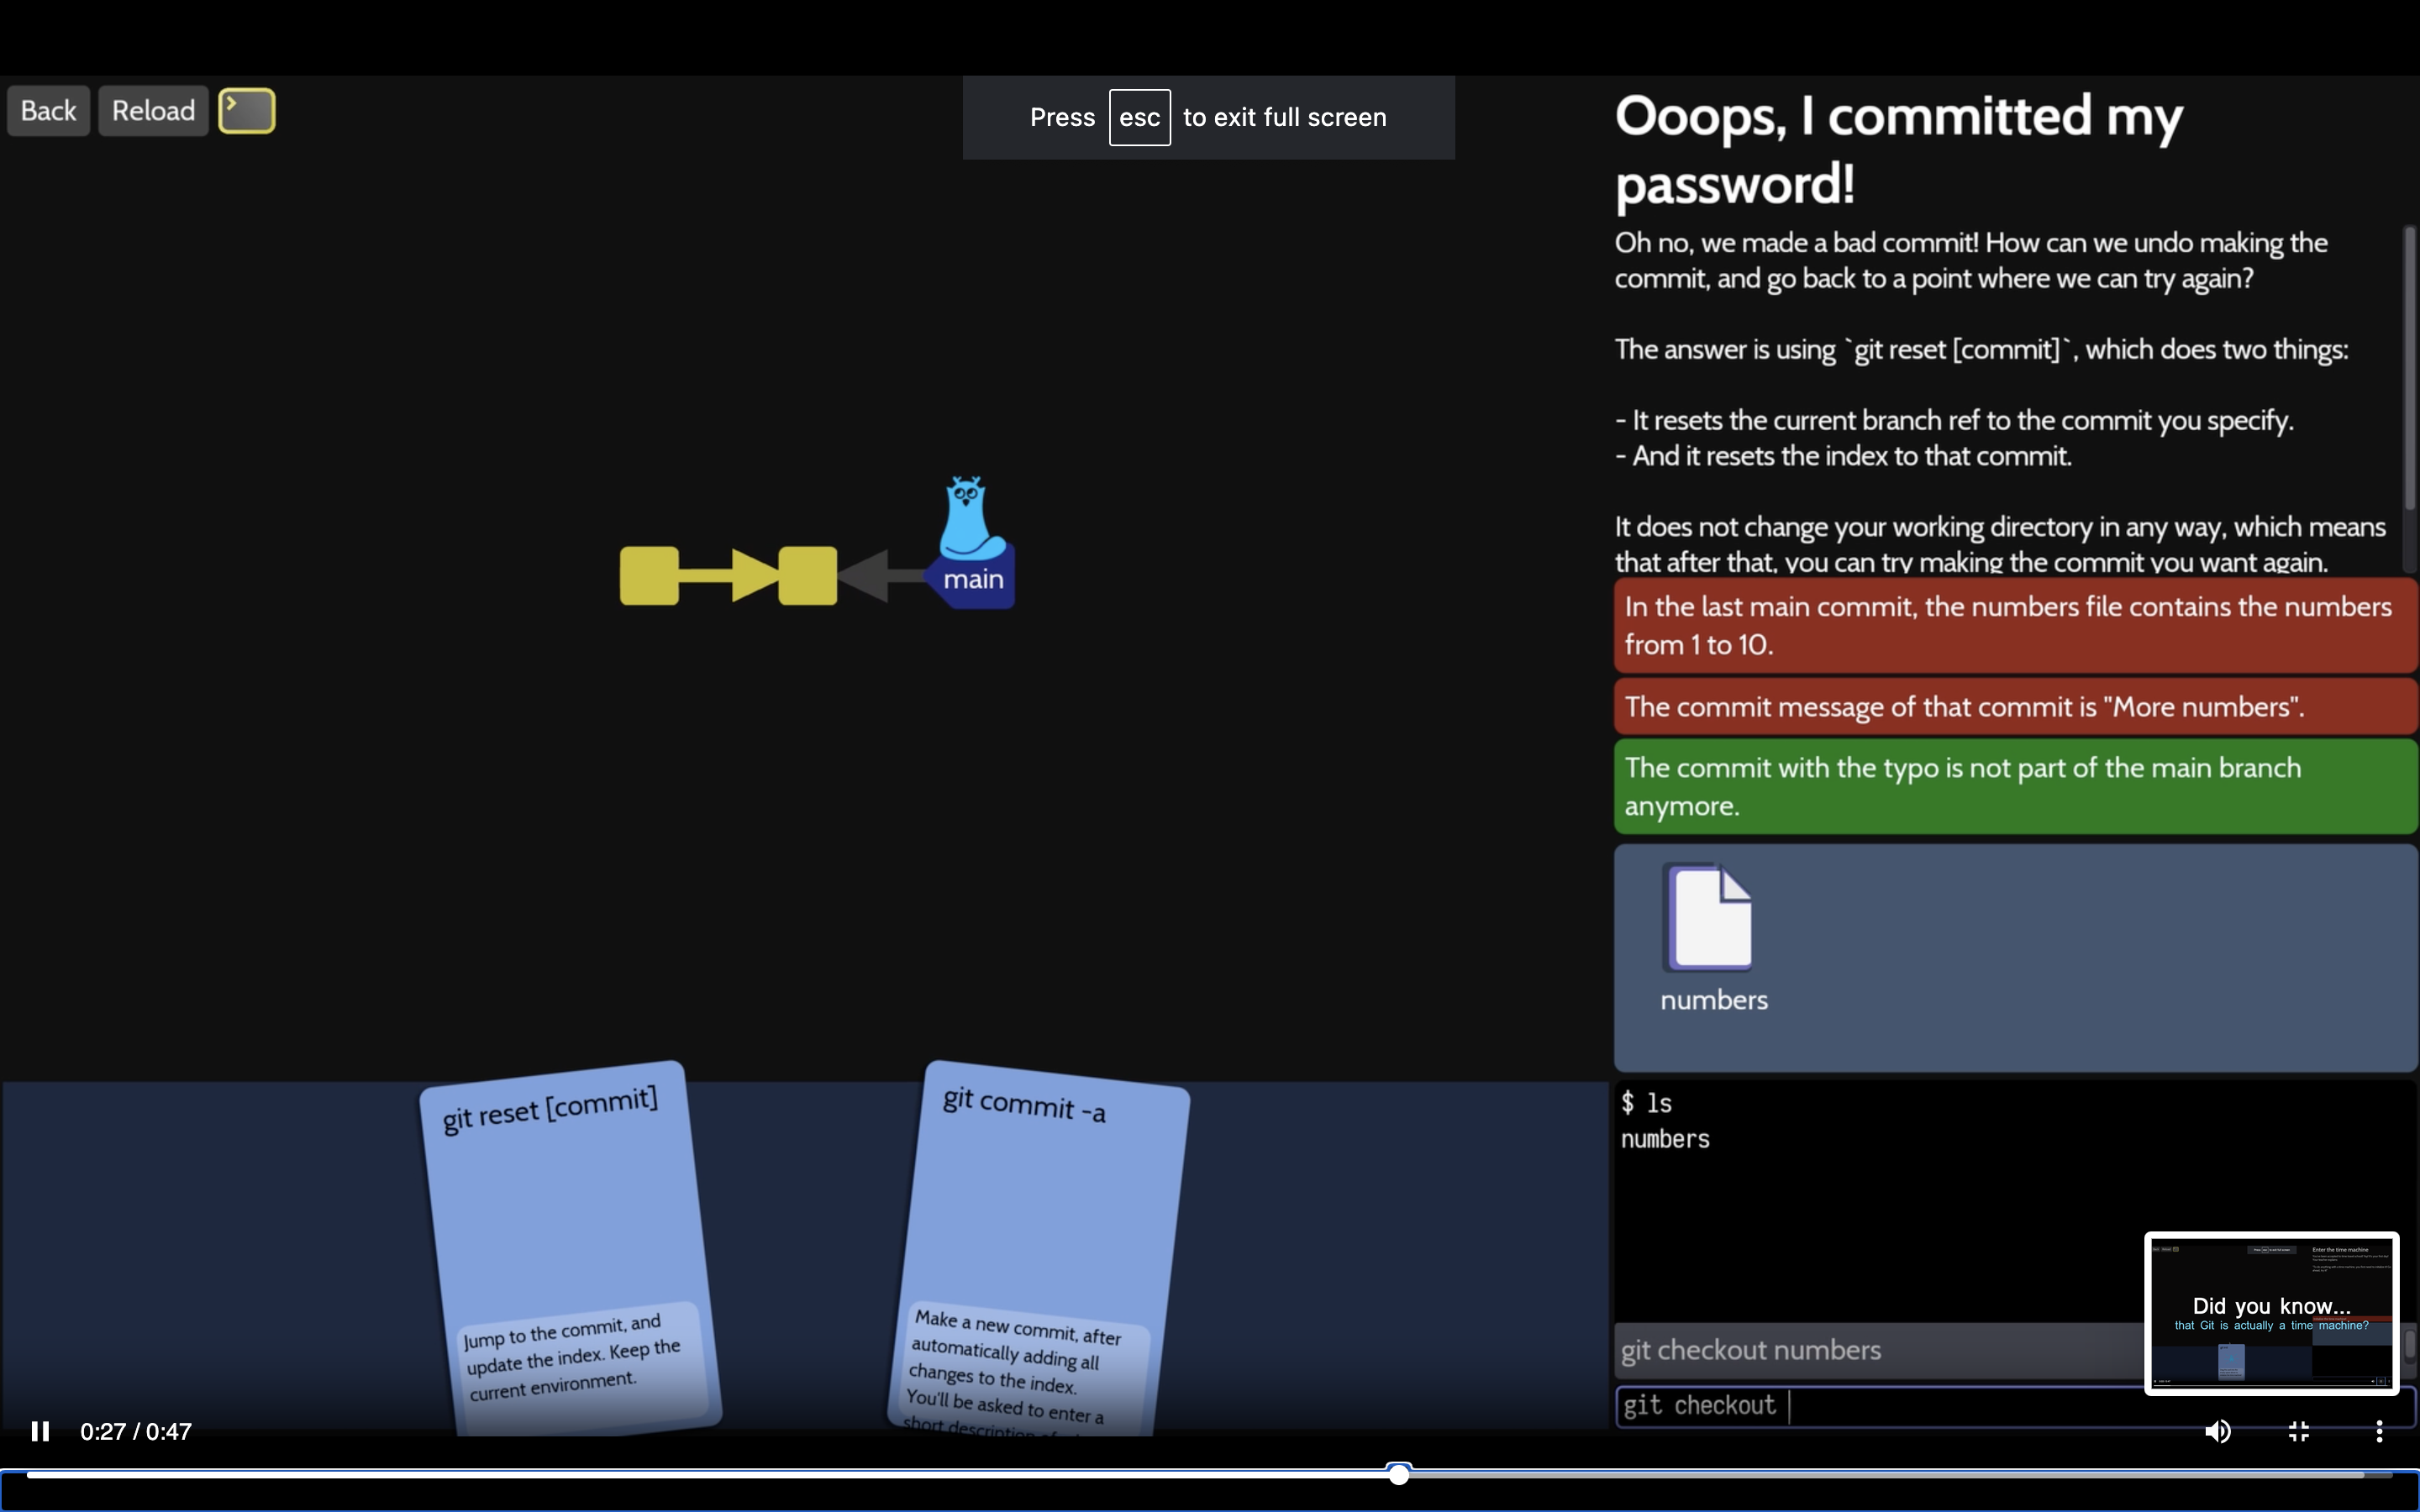 Back
Reload
Press esc to exit full screen
Ooops, I committed my
password!
Oh no, we made a bad commit! How can we undo making the
commit, and go back to a point where we can try again?
The answer is using `git reset [commit]`, which does two things:
- It resets the current branch ref to the commit you specify.
- And it resets the index to that commit.
It does not change your working directory in any way, which means
that after that, you can try making the commit you want again.
main
In the last main commit, the numbers file contains the numbers
from 1 to 10.
The commit message of that commit is "More numbers".
The commit with the typo is not part of the main branch
anymore.
numbers
git reset [commit]
Jump to the commit, and
update the index. Keep the
current environment.
git commit -a
Make a new commit, after
automatically adding all
changes to the index.
You'll be asked to enter a
short description of
$ ls
numbers
git checkout numbers
git checkout
Enter the time machine
Did you know...
that Git is actually a time machine?
0:27 / 0:47